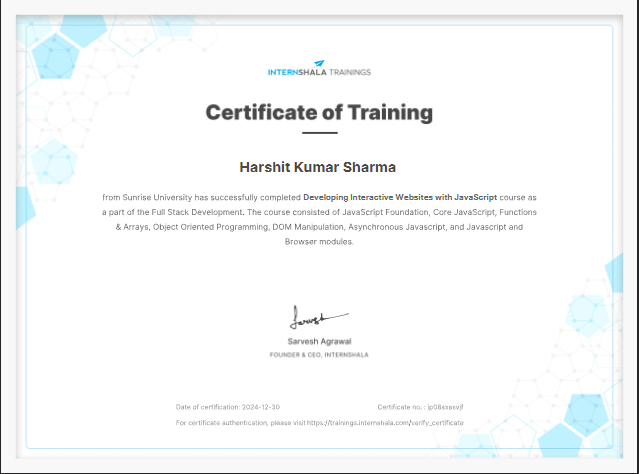 INTERNSHALA TRAININGS
Certificate of Training
Harshit Kumar Sharma
from Sunrise University has successfully completed Developing Interactive Websites with JavaScript course as
a part of the Full Stack Development. The course consisted of JavaScript Foundation, Core JavaScript, Functions
& Arrays, Object Oriented Programming, DOM Manipulation, Asynchronous Javascript, and Javascript and
Browser modules.
Sarvesh Agrawal
FOUNDER & CEO, INTERNSHALA
Date of certification: 2024-12-30 Certificate no. :
For certificate authentication, please visit https://trainings.internshala.com/verify_certificate